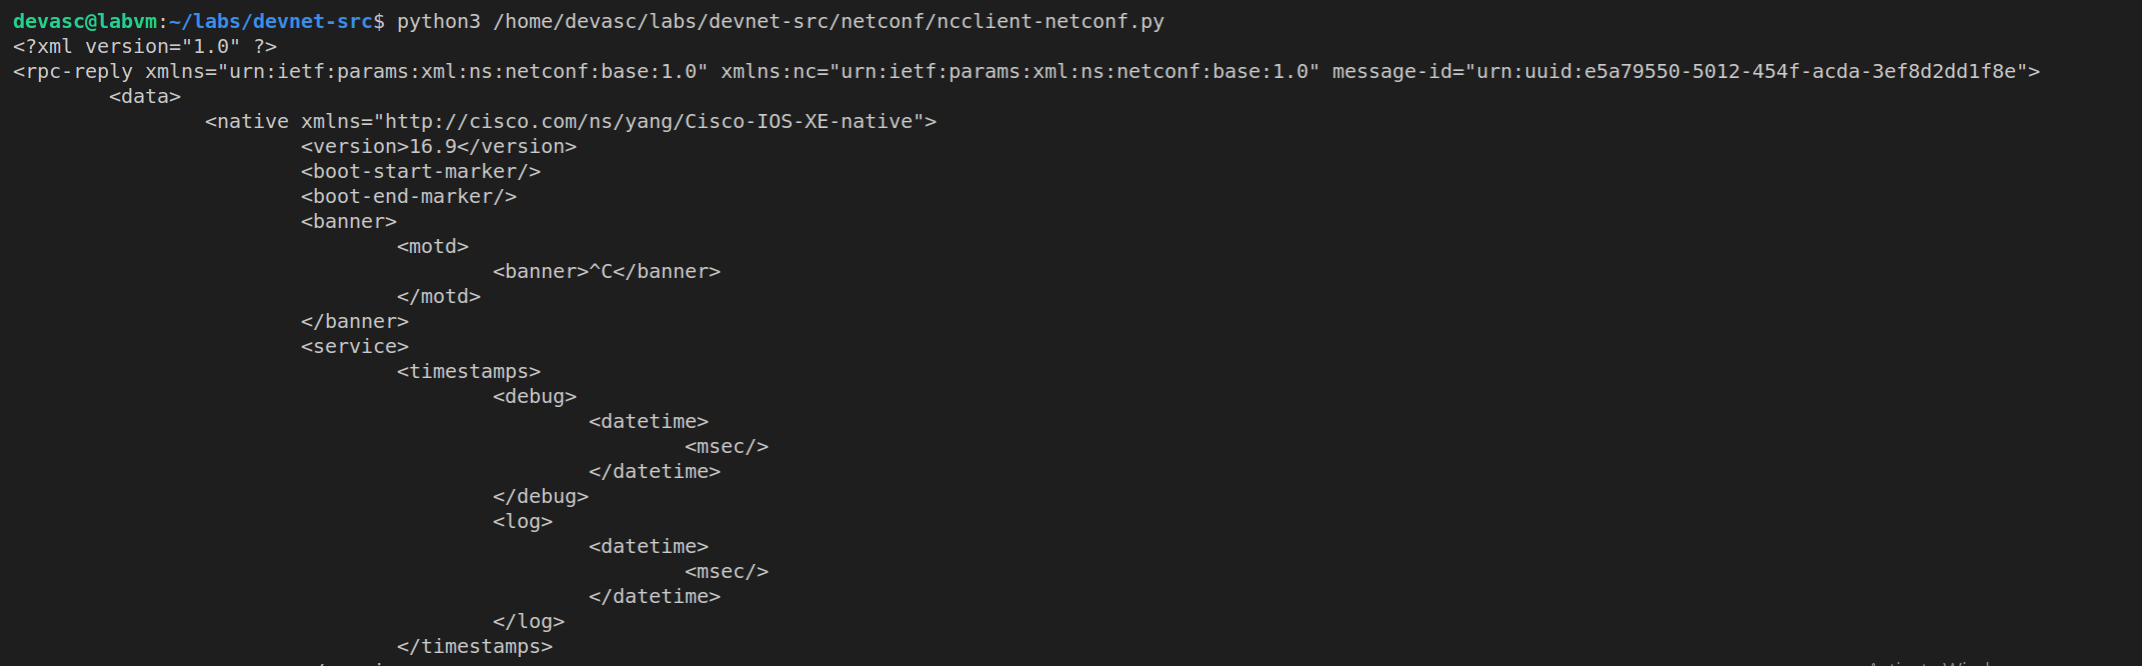 devasc@labvm:~/labs/devnet-src$ python3 /home/devasc/labs/devnet-src/netconf/ncclient-netconf.py
<?xml version="1.0" ?>
<rpc-reply xmlns="urn:ietf:params:xml:ns:netconf:base:1.0" xmlns:nc="urn:ietf:params:xml:ns:netconf:base:1.0" message-id="urn:uuid:e5a79550-5012-454f-acda-3ef8d2dd1f8e">
        <data>
                <native xmlns="http://cisco.com/ns/yang/Cisco-IOS-XE-native">
                        <version>16.9</version>
                        <boot-start-marker/>
                        <boot-end-marker/>
                        <banner>
                                <motd>
                                        <banner>^C</banner>
                                </motd>
                        </banner>
                        <service>
                                <timestamps>
                                        <debug>
                                                <datetime>
                                                        <msec/>
                                                </datetime>
                                        </debug>
                                        <log>
                                                <datetime>
                                                        <msec/>
                                                </datetime>
                                        </log>
                                </timestamps>